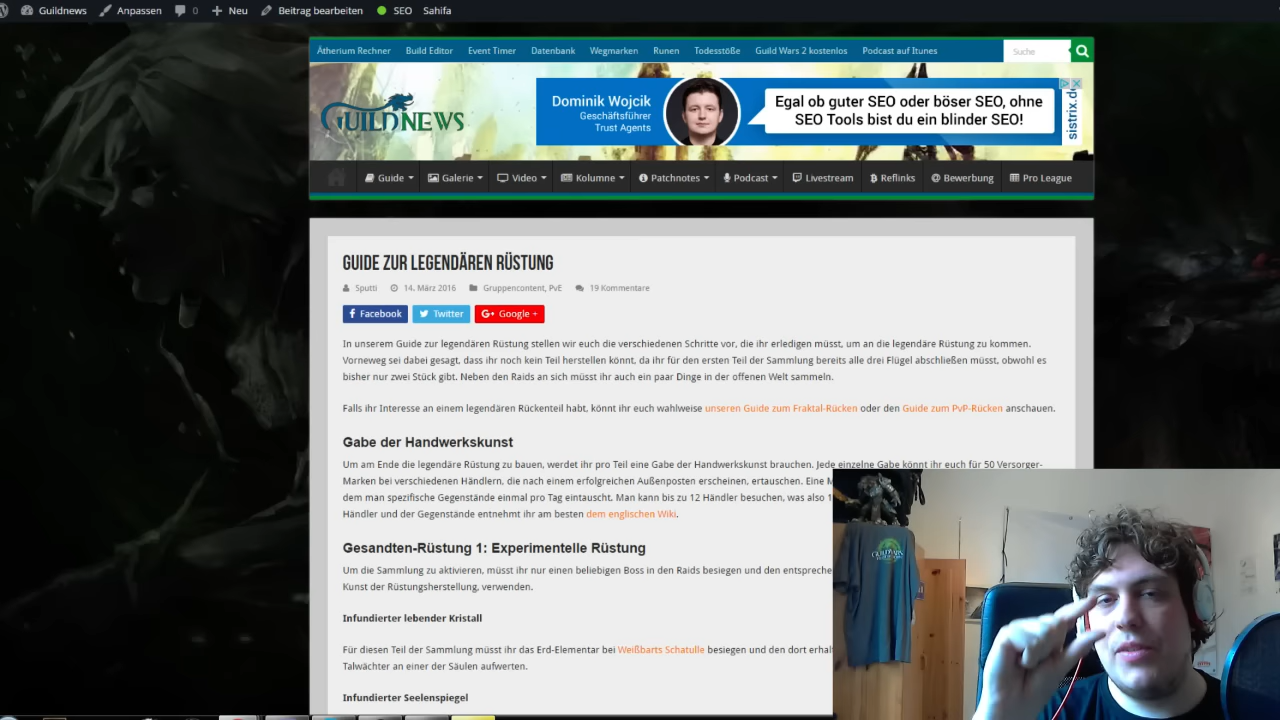 Guildnews Anpassen 0 Neu Beitrag bearbeiten SEO Sahifa
Ätherium Rechner Build Editor Event Timer Datenbank Wegmarken Runen Todesstöße Guild Wars 2 kostenlos Podcast auf Itunes Suche
GUILDNEWS
Dominik Wojcik
Geschäftsführer
Trust Agents
Egal ob guter SEO oder böser SEO, ohne
SEO Tools bist du ein blinder SEO!
sistrix.de
Guide Galerie Video Kolumne Patchnotes Podcast Livestream Reflinks Bewerbung Pro League
GUIDE ZUR LEGENDÄREN RÜSTUNG
Sputti 14. März 2016 Gruppencontent, PvE 19 Kommentare
Facebook Twitter Google +
In unserem Guide zur legendären Rüstung stellen wir euch die verschiedenen Schritte vor, die ihr erledigen müsst, um an die legendäre Rüstung zu kommen.
Vorneweg sei dabei gesagt, dass ihr noch kein Teil herstellen könnt, da ihr für den ersten Teil der Sammlung bereits alle drei Flügel abschließen müsst, obwohl es
bisher nur zwei Stück gibt. Neben den Raids an sich müsst ihr auch ein paar Dinge in der offenen Welt sammeln.
Falls ihr Interesse an einem legendären Rückenteil habt, könnt ihr euch wahlweise unseren Guide zum Fraktal-Rücken oder den Guide zum PvP-Rücken anschauen.
Gabe der Handwerkskunst
Um am Ende die legendäre Rüstung zu bauen, werdet ihr pro Teil eine Gabe der Handwerkskunst brauchen. Jede einzelne Gabe könnt ihr euch für 50 Versorger-
Marken bei verschiedenen Händlern, die nach einem erfolgreichen Außenposten erscheinen, ertauschen. Eine M
dem man spezifische Gegenstände einmal pro Tag eintauscht. Man kann bis zu 12 Händler besuchen, was also 1
Händler und der Gegenstände entnehmt ihr am besten dem englischen Wiki.
Gesandten-Rüstung 1: Experimentelle Rüstung
Um die Sammlung zu aktivieren, müsst ihr nur einen beliebigen Boss in den Raids besiegen und den entspreche
Kunst der Rüstungsherstellung, verwenden.
Infundierter lebender Kristall
Für diesen Teil der Sammlung müsst ihr das Erd-Elementar bei Weißbarts Schatulle besiegen und den dort erhal
Talwächter an einer der Säulen aufwerten.
Infundierter Seelenspiegel